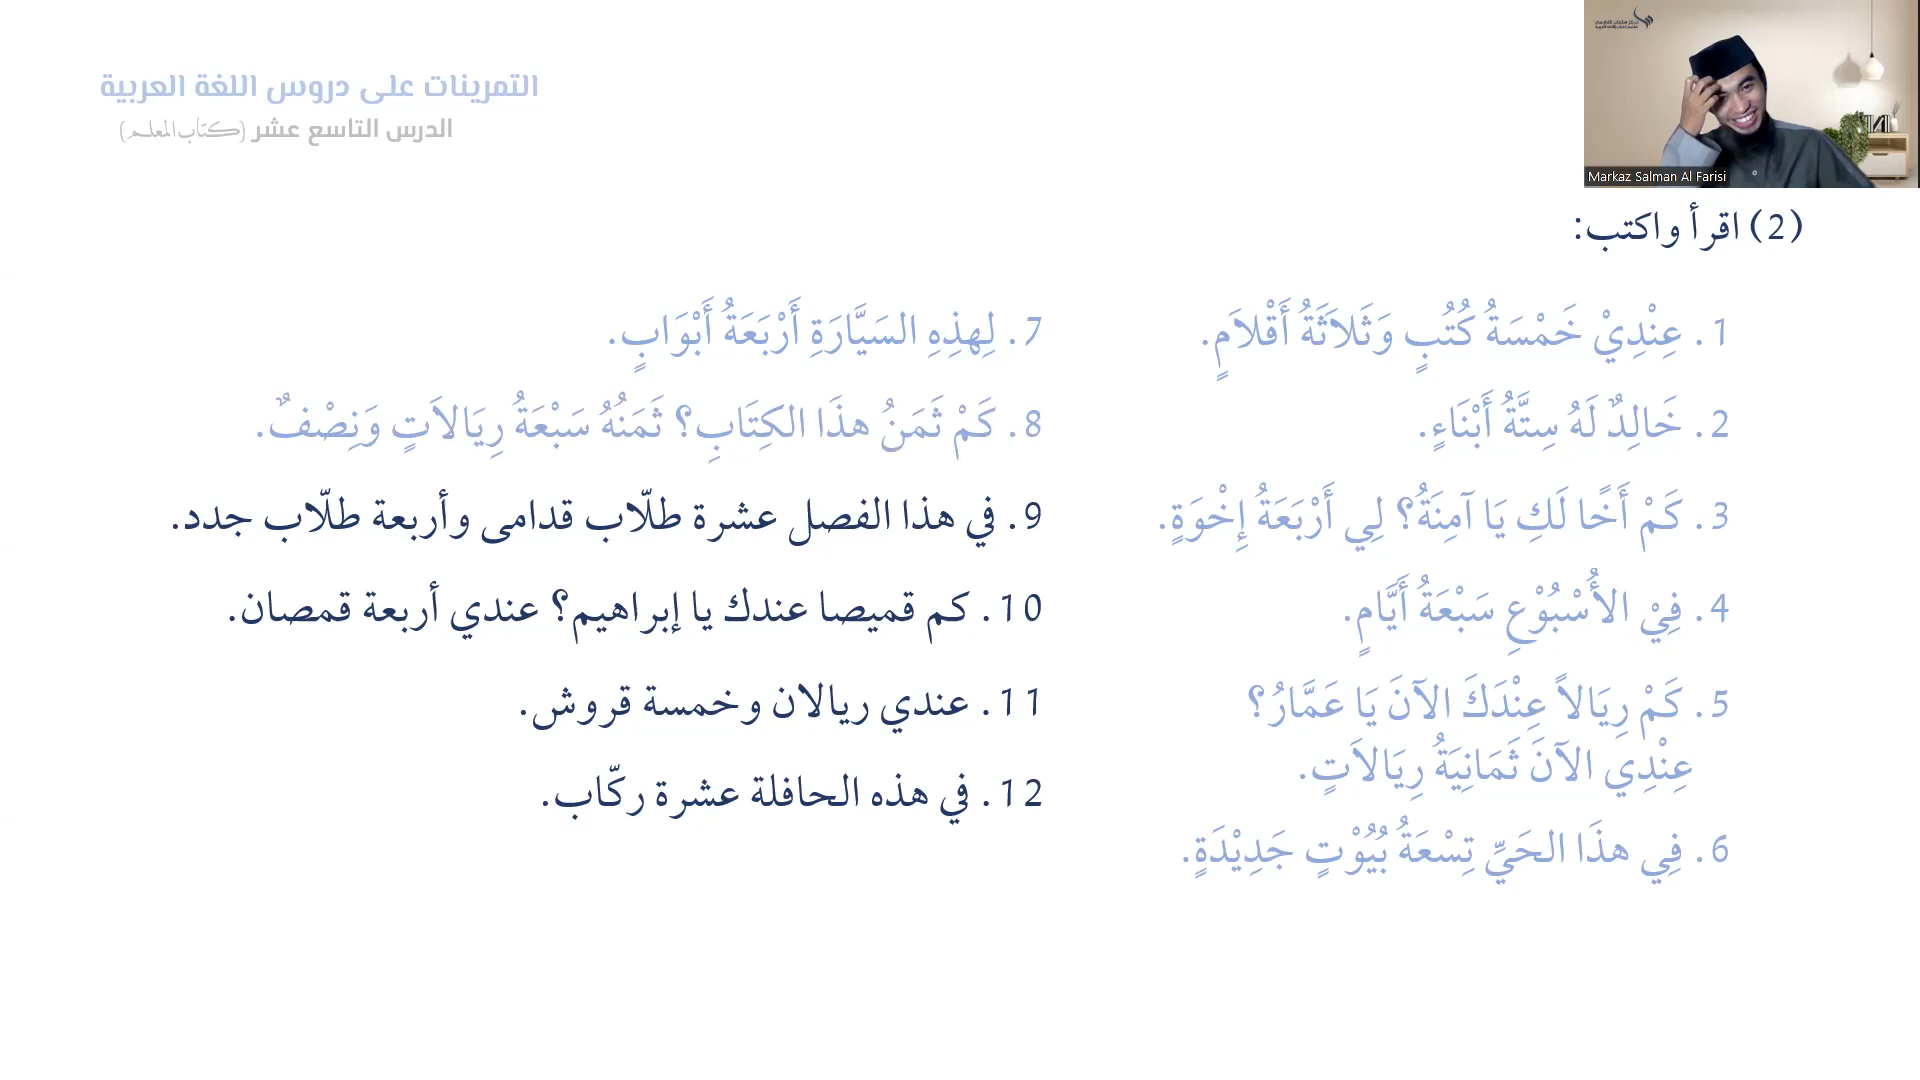 التمرينات على دروس اللغة العربية
الدرس التاسع عشر (كتاب المعلم)
Markaz Salman Al Farisi
(2) اقرأ واكتب:
1. عِنْدِيْ خَمْسَةُ كُتُبٍ وَثَلاَثَةُ أَقْلاَمٍ.
2. خَالِدٌ لَهُ سِتَّةُ أَبْنَاءٍ.
3. كَمْ أَخًا لَكِ يَا آمِنَةُ؟ لِي أَرْبَعَةُ إِخْوَةٍ.
4. فِيْ الأُسْبُوْعِ سَبْعَةُ أَيَّامٍ.
5. كَمْ رِيَالاً عِنْدَكَ الآنَ يَا عَمَّارُ؟
عِنْدِي الآنَ ثَمَانِيَةُ رِيَالاَتٍ.
6. فِي هذَا الحَيِّ تِسْعَةُ بُيُوْتٍ جَدِيْدَةٍ.
7. لِهذِهِ السَيَّارَةِ أَرْبَعَةُ أَبْوَابٍ.
8. كَمْ ثَمَنُ هذَا الكِتَابِ؟ ثَمَنُهُ سَبْعَةُ رِيَالاَتٍ وَنِصْفٌ.
9. في هذا الفصل عشرة طلّاب قدامى وأربعة طلّاب جدد.
10. كم قميصا عندك يا إبراهيم؟ عندي أربعة قمصان.
11. عندي ريالان وخمسة قروش.
12. في هذه الحافلة عشرة ركّاب.